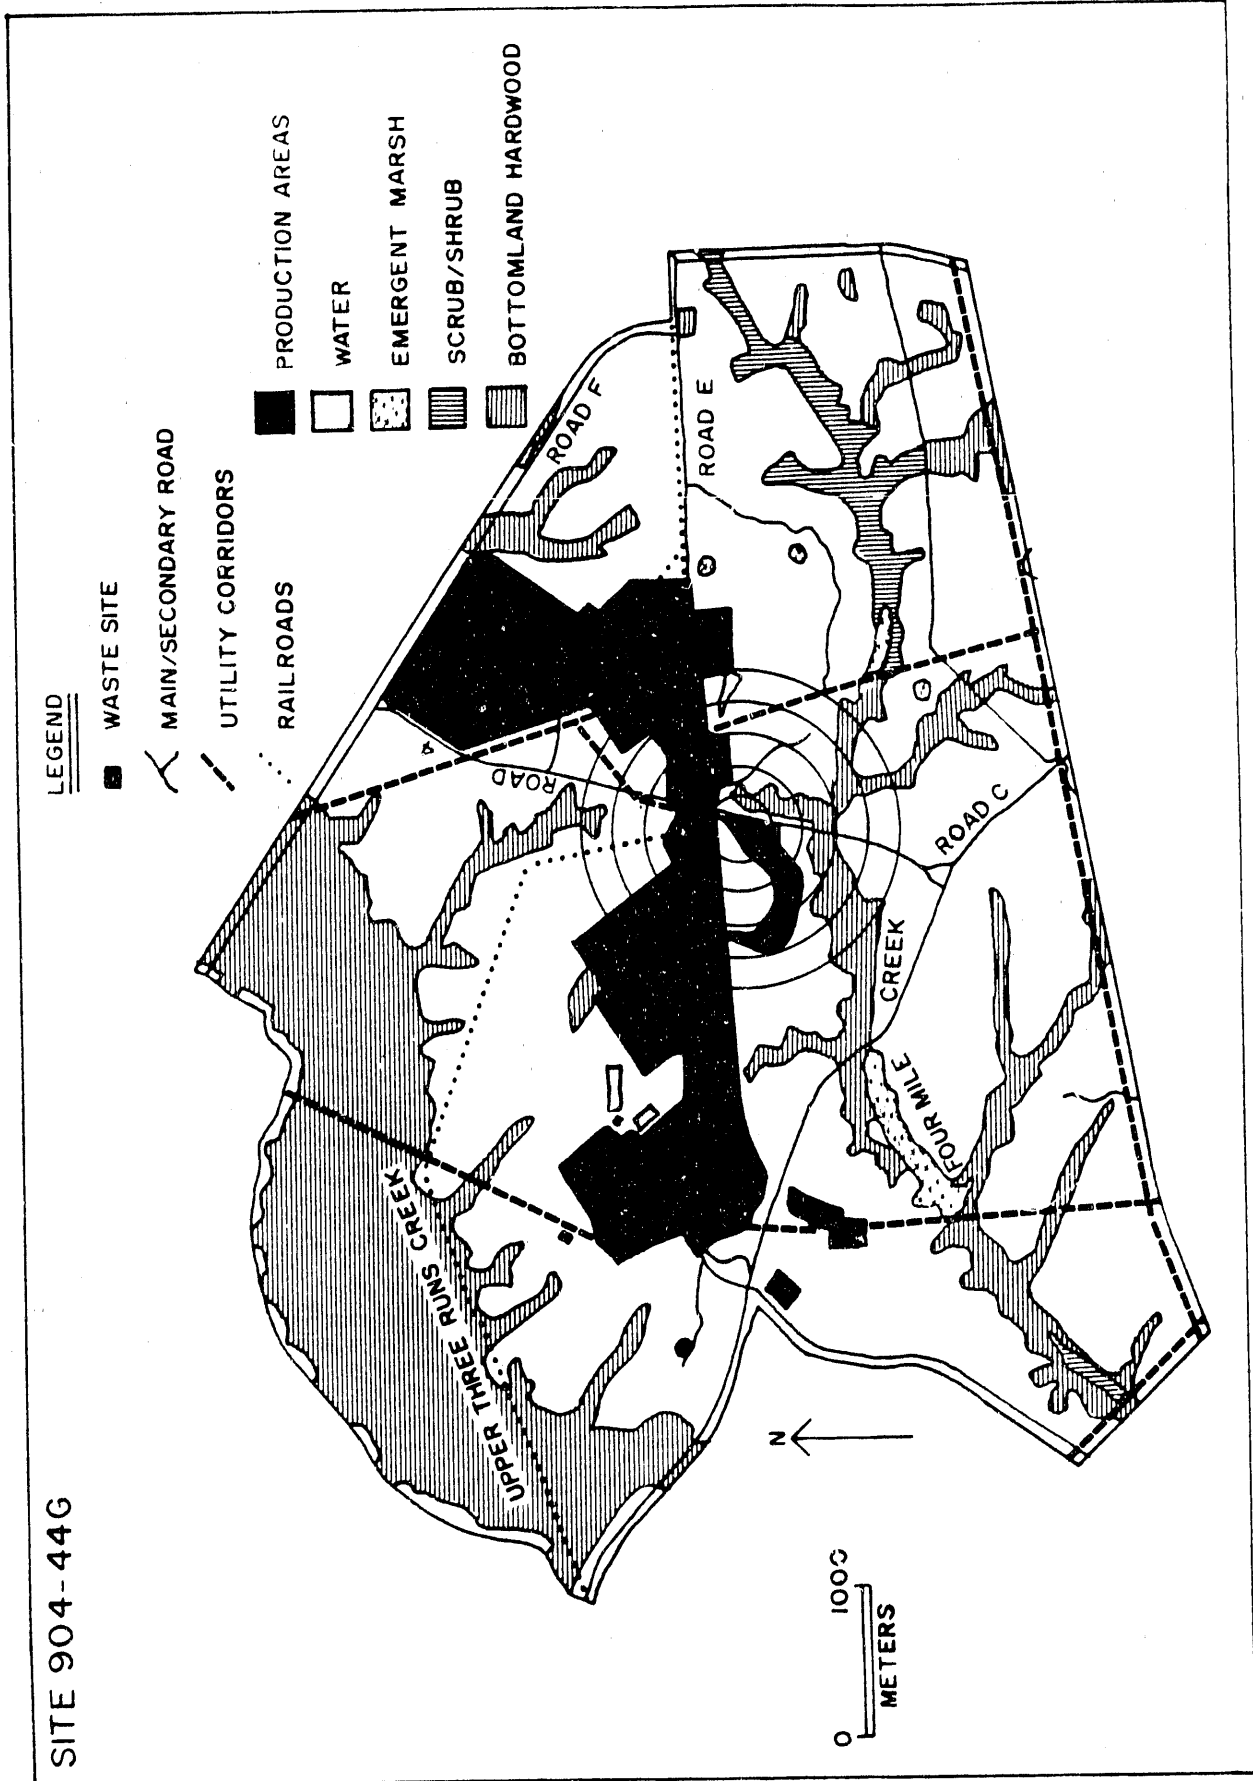 SITE 904-44G
LEGEND
WASTE SITE
MAIN/SECONDARY ROAD
UTILITY CORRIDORS
RAILROADS
PRODUCTION AREAS
WATER
EMERGENT MARSH
SCRUB/SHRUB
BOTTOMLAND HARDWOOD
UPPER THREE RUNS CREEK
ROAD
ROAD F
ROAD E
ROAD C
CREEK
FOUR MILE
N
0 1000
METERS